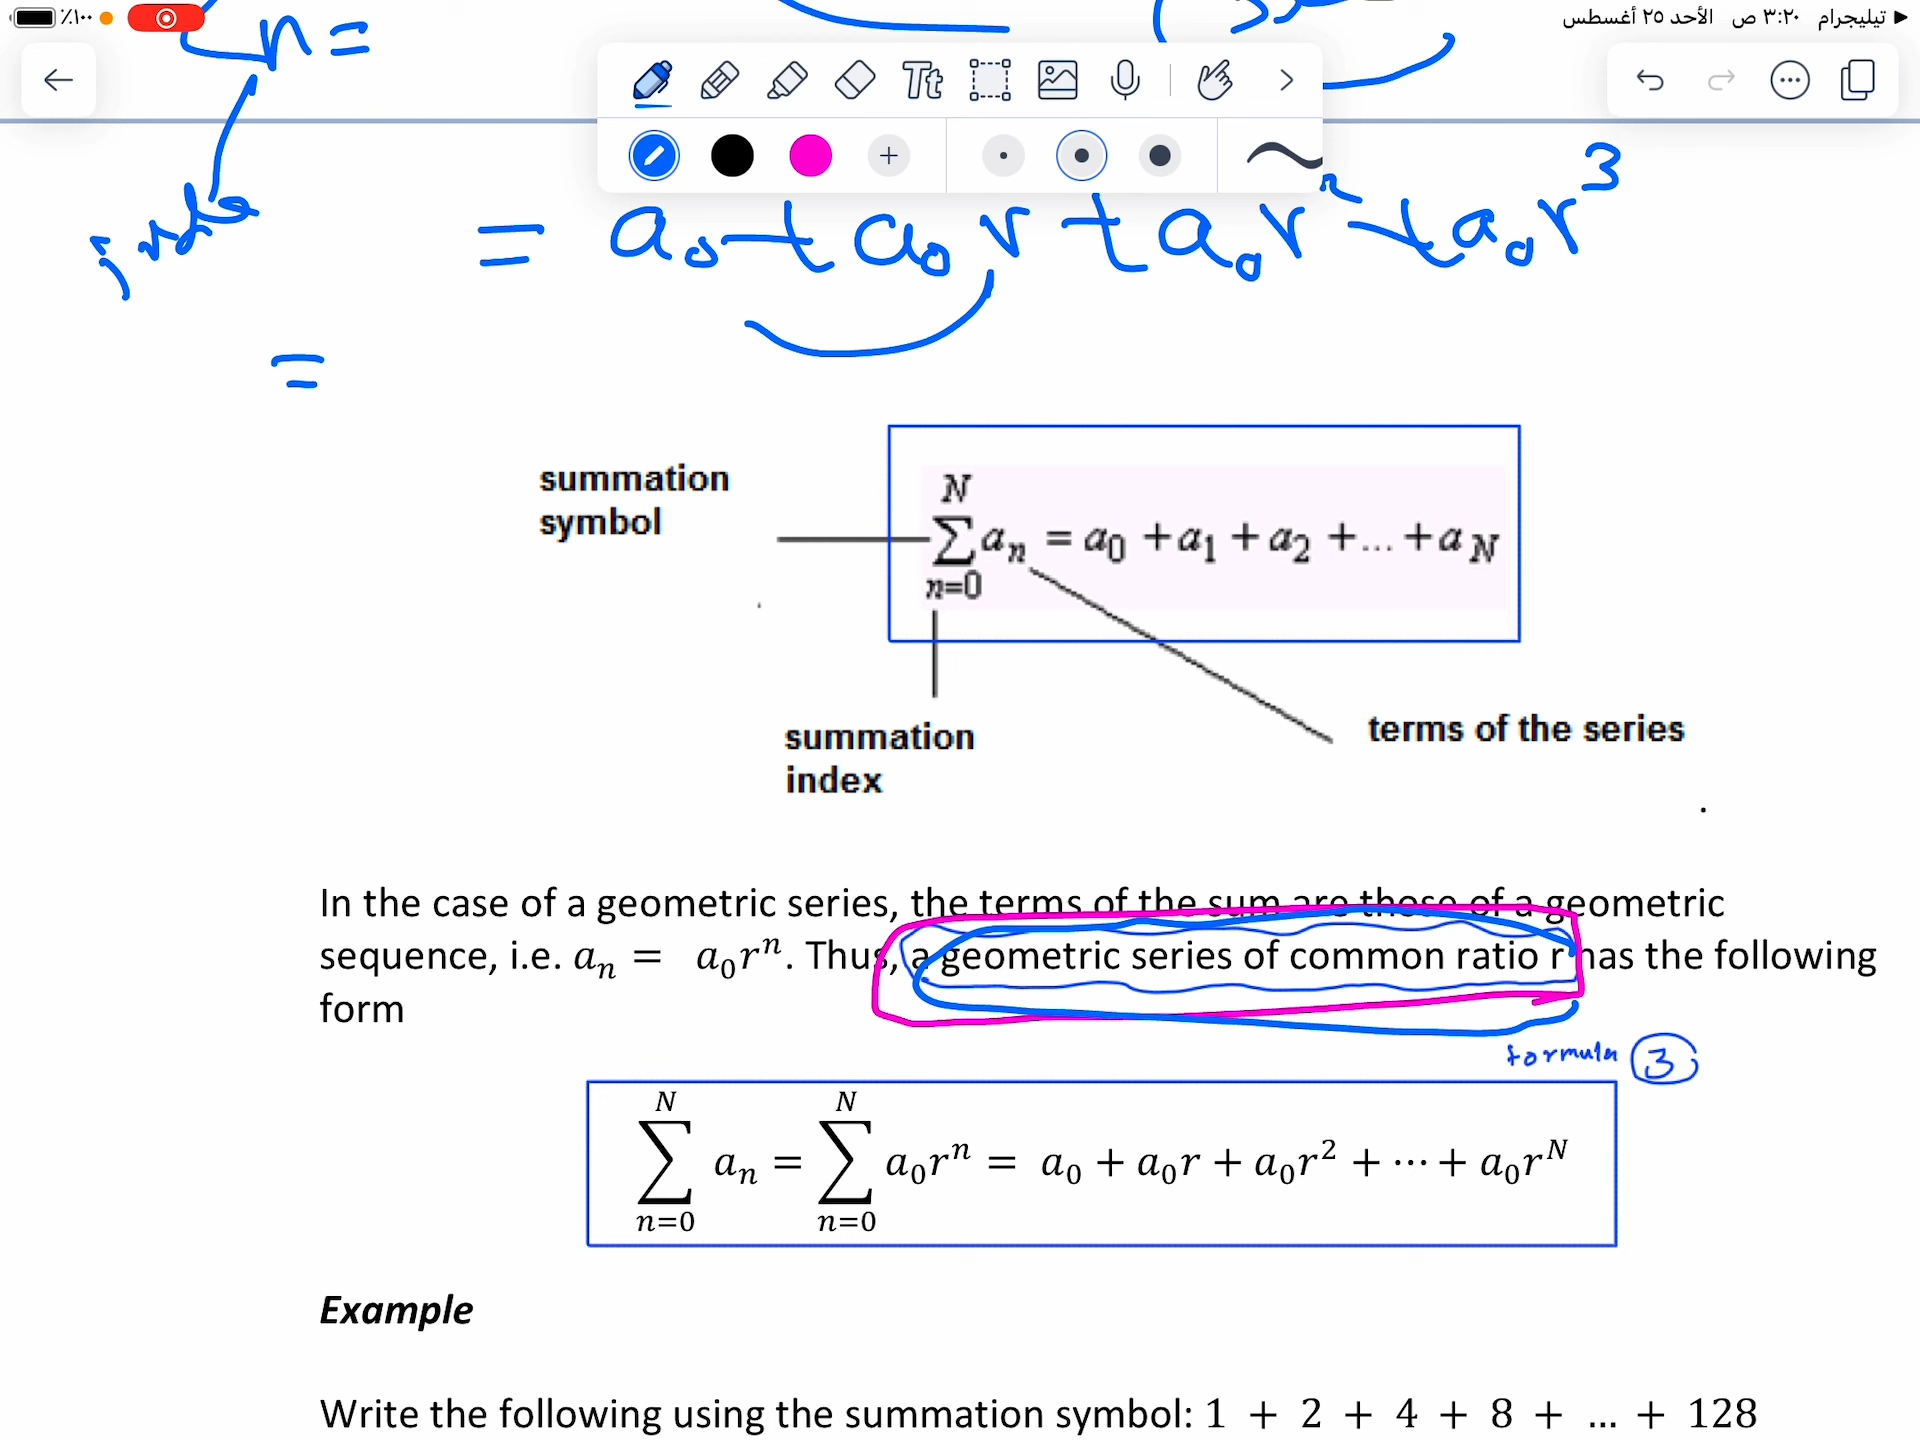 ٪١٠٠
◀ تيليجرام ٣:٢٠ ص الأحد ٢٥ أغسطس
n =
Tt
= a₀ + a₀r + a₀r² + a₀r³
=
summation
symbol
N
∑ aₙ = a₀ + a₁ + a₂ + ... + a_N
n=0
summation
index
terms of the series
In the case of a geometric series, the terms of the sum are those of a geometric
sequence, i.e. aₙ = a₀rⁿ. Thus, a geometric series of common ratio r has the following
form
formula 3
N N
∑ aₙ = ∑ a₀rⁿ = a₀ + a₀r + a₀r² + ⋯ + a₀r^N
n=0 n=0
Example
Write the following using the summation symbol: 1 + 2 + 4 + 8 + ... + 128